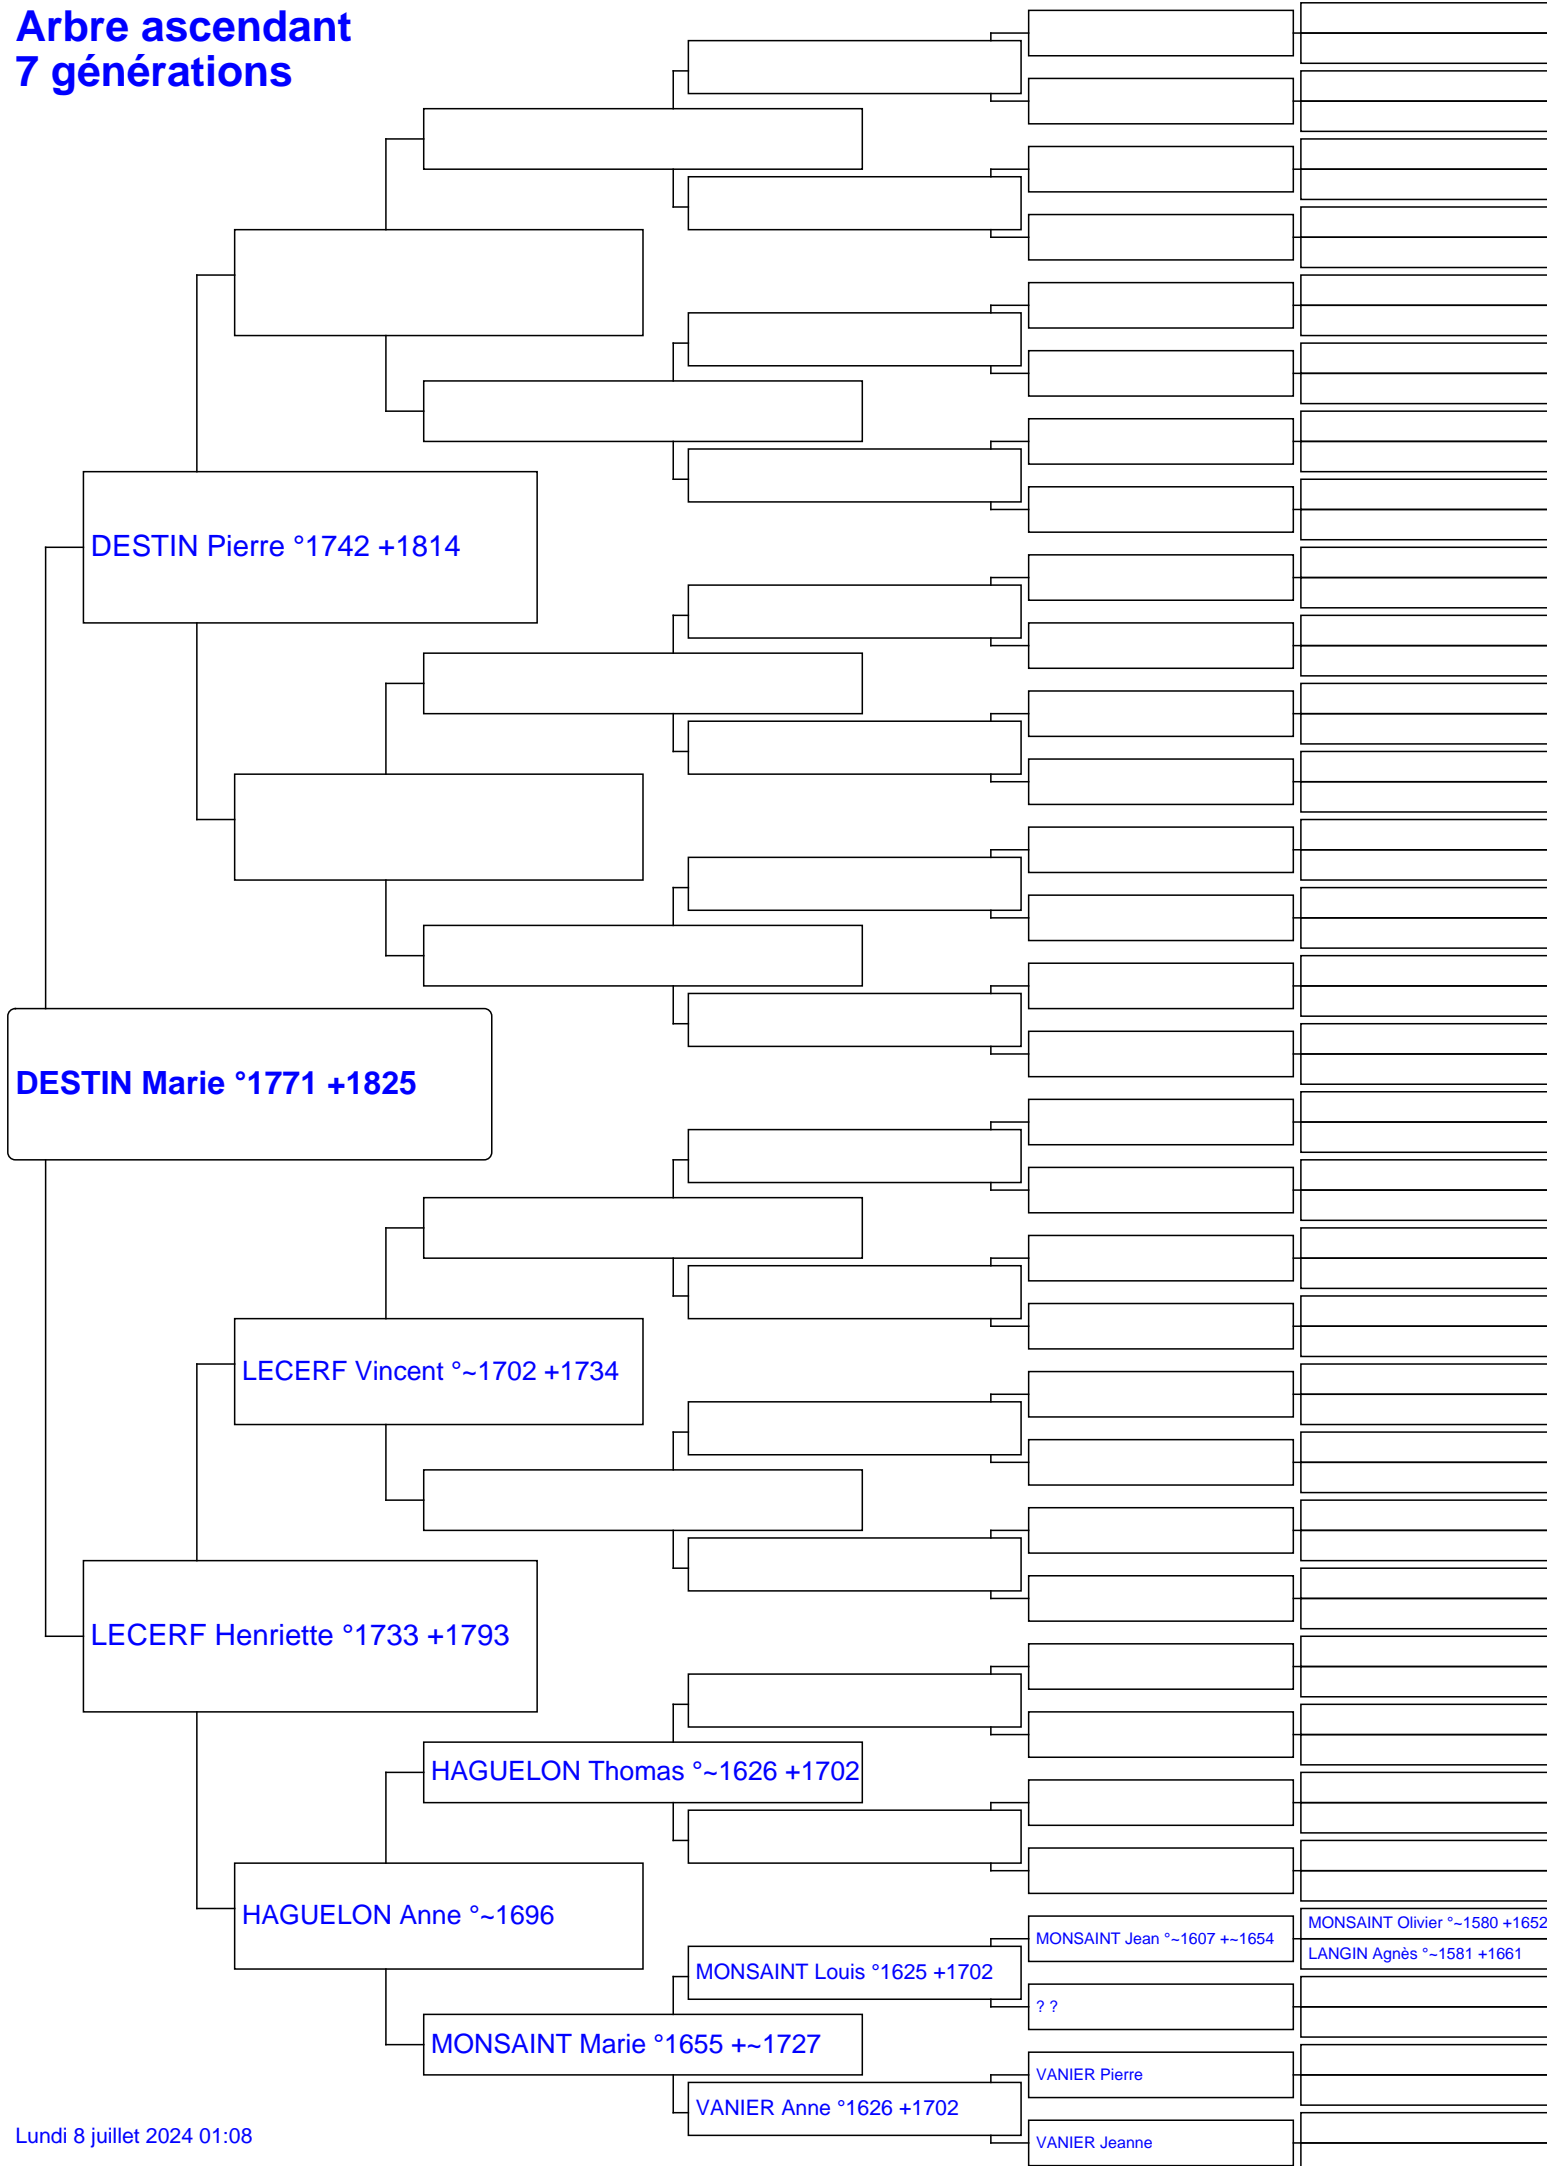 Arbre ascendant
7 générations
DESTIN Pierre °1742 +1814
DESTIN Marie °1771 +1825
LECERF Vincent °~1702 +1734
LECERF Henriette °1733 +1793
HAGUELON Thomas °~1626 +1702
HAGUELON Anne °~1696
MONSAINT Olivier °~1580 +1652
MONSAINT Jean °~1607 +~1654
LANGIN Agnès °~1581 +1661
MONSAINT Louis °1625 +1702
? ?
MONSAINT Marie °1655 +~1727
VANIER Pierre
VANIER Anne °1626 +1702
VANIER Jeanne
Lundi 8 juillet 2024 01:08